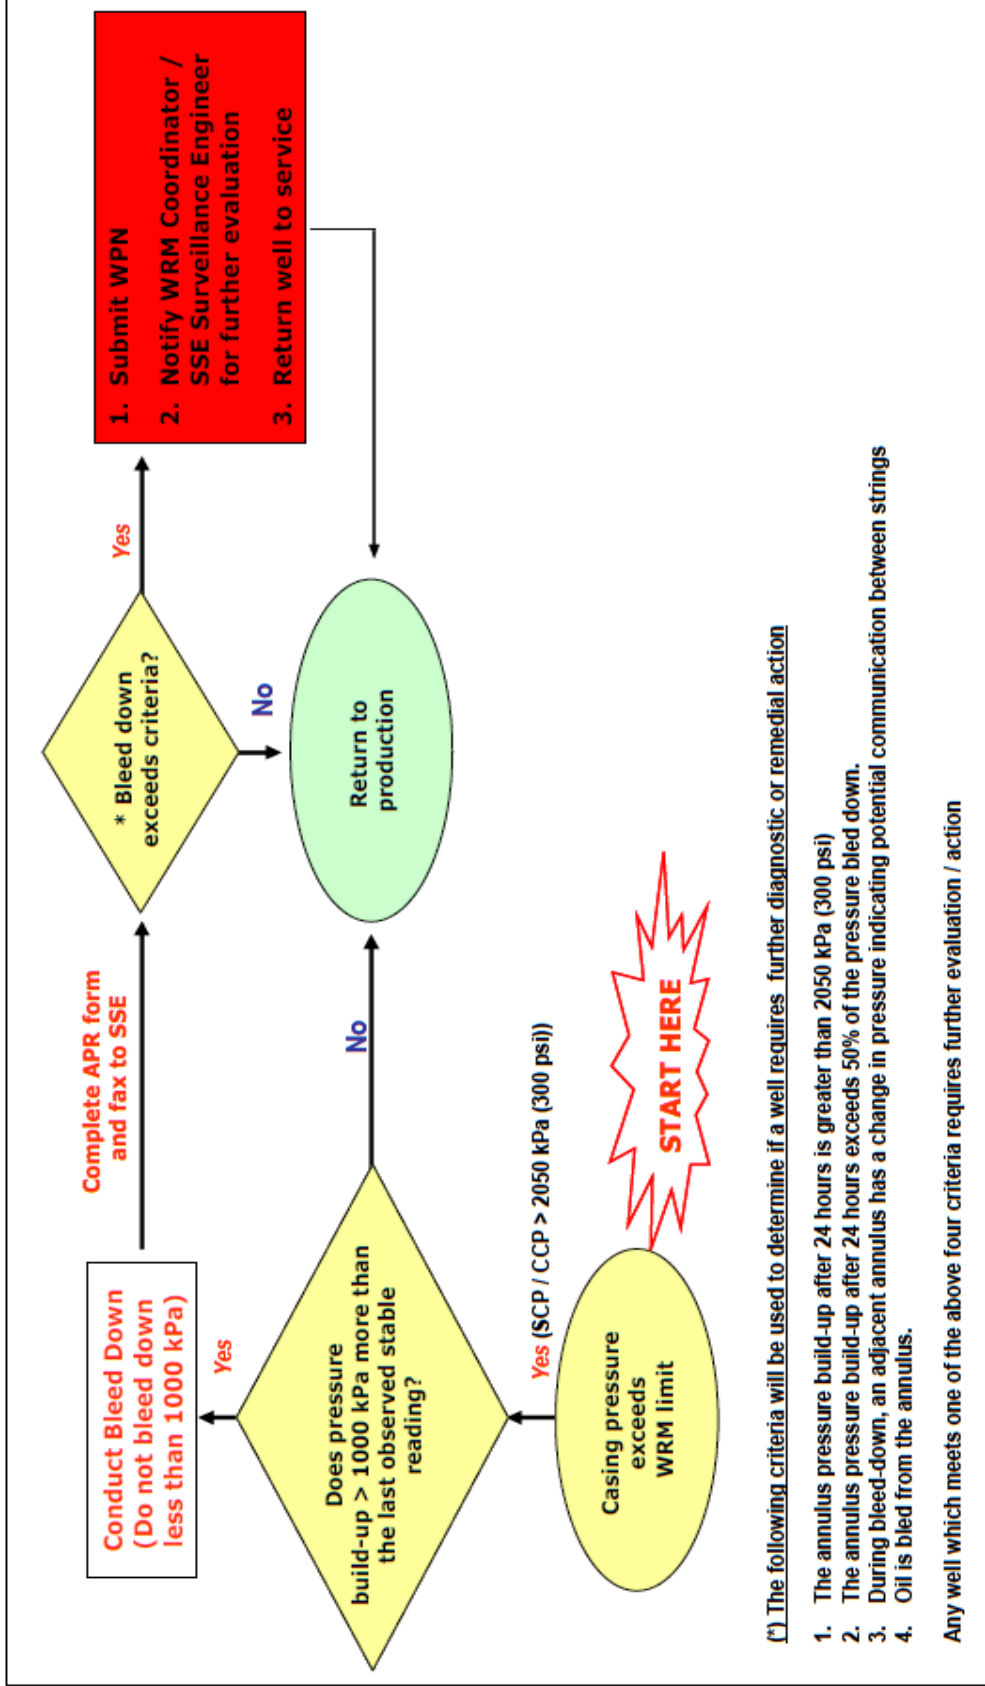 Conduct Bleed Down
(Do not bleed down
less than 1000 kPa)
Complete APR form
and fax to SSE
* Bleed down
exceeds criteria?
Yes
1. Submit WPN
2. Notify WRM Coordinator /
SSE Surveillance Engineer
for further evaluation
3. Return well to service
Yes
No
Does pressure
build-up > 1000 kPa more than
the last observed stable
reading?
No
Return to
production
Yes (SCP / CCP > 2050 kPa (300 psi))
Casing pressure
exceeds
WRM limit
START HERE
(*) The following criteria will be used to determine if a well requires further diagnostic or remedial action
1. The annulus pressure build-up after 24 hours is greater than 2050 kPa (300 psi)
2. The annulus pressure build-up after 24 hours exceeds 50% of the pressure bled down.
3. During bleed-down, an adjacent annulus has a change in pressure indicating potential communication between strings
4. Oil is bled from the annulus.
Any well which meets one of the above four criteria requires further evaluation / action